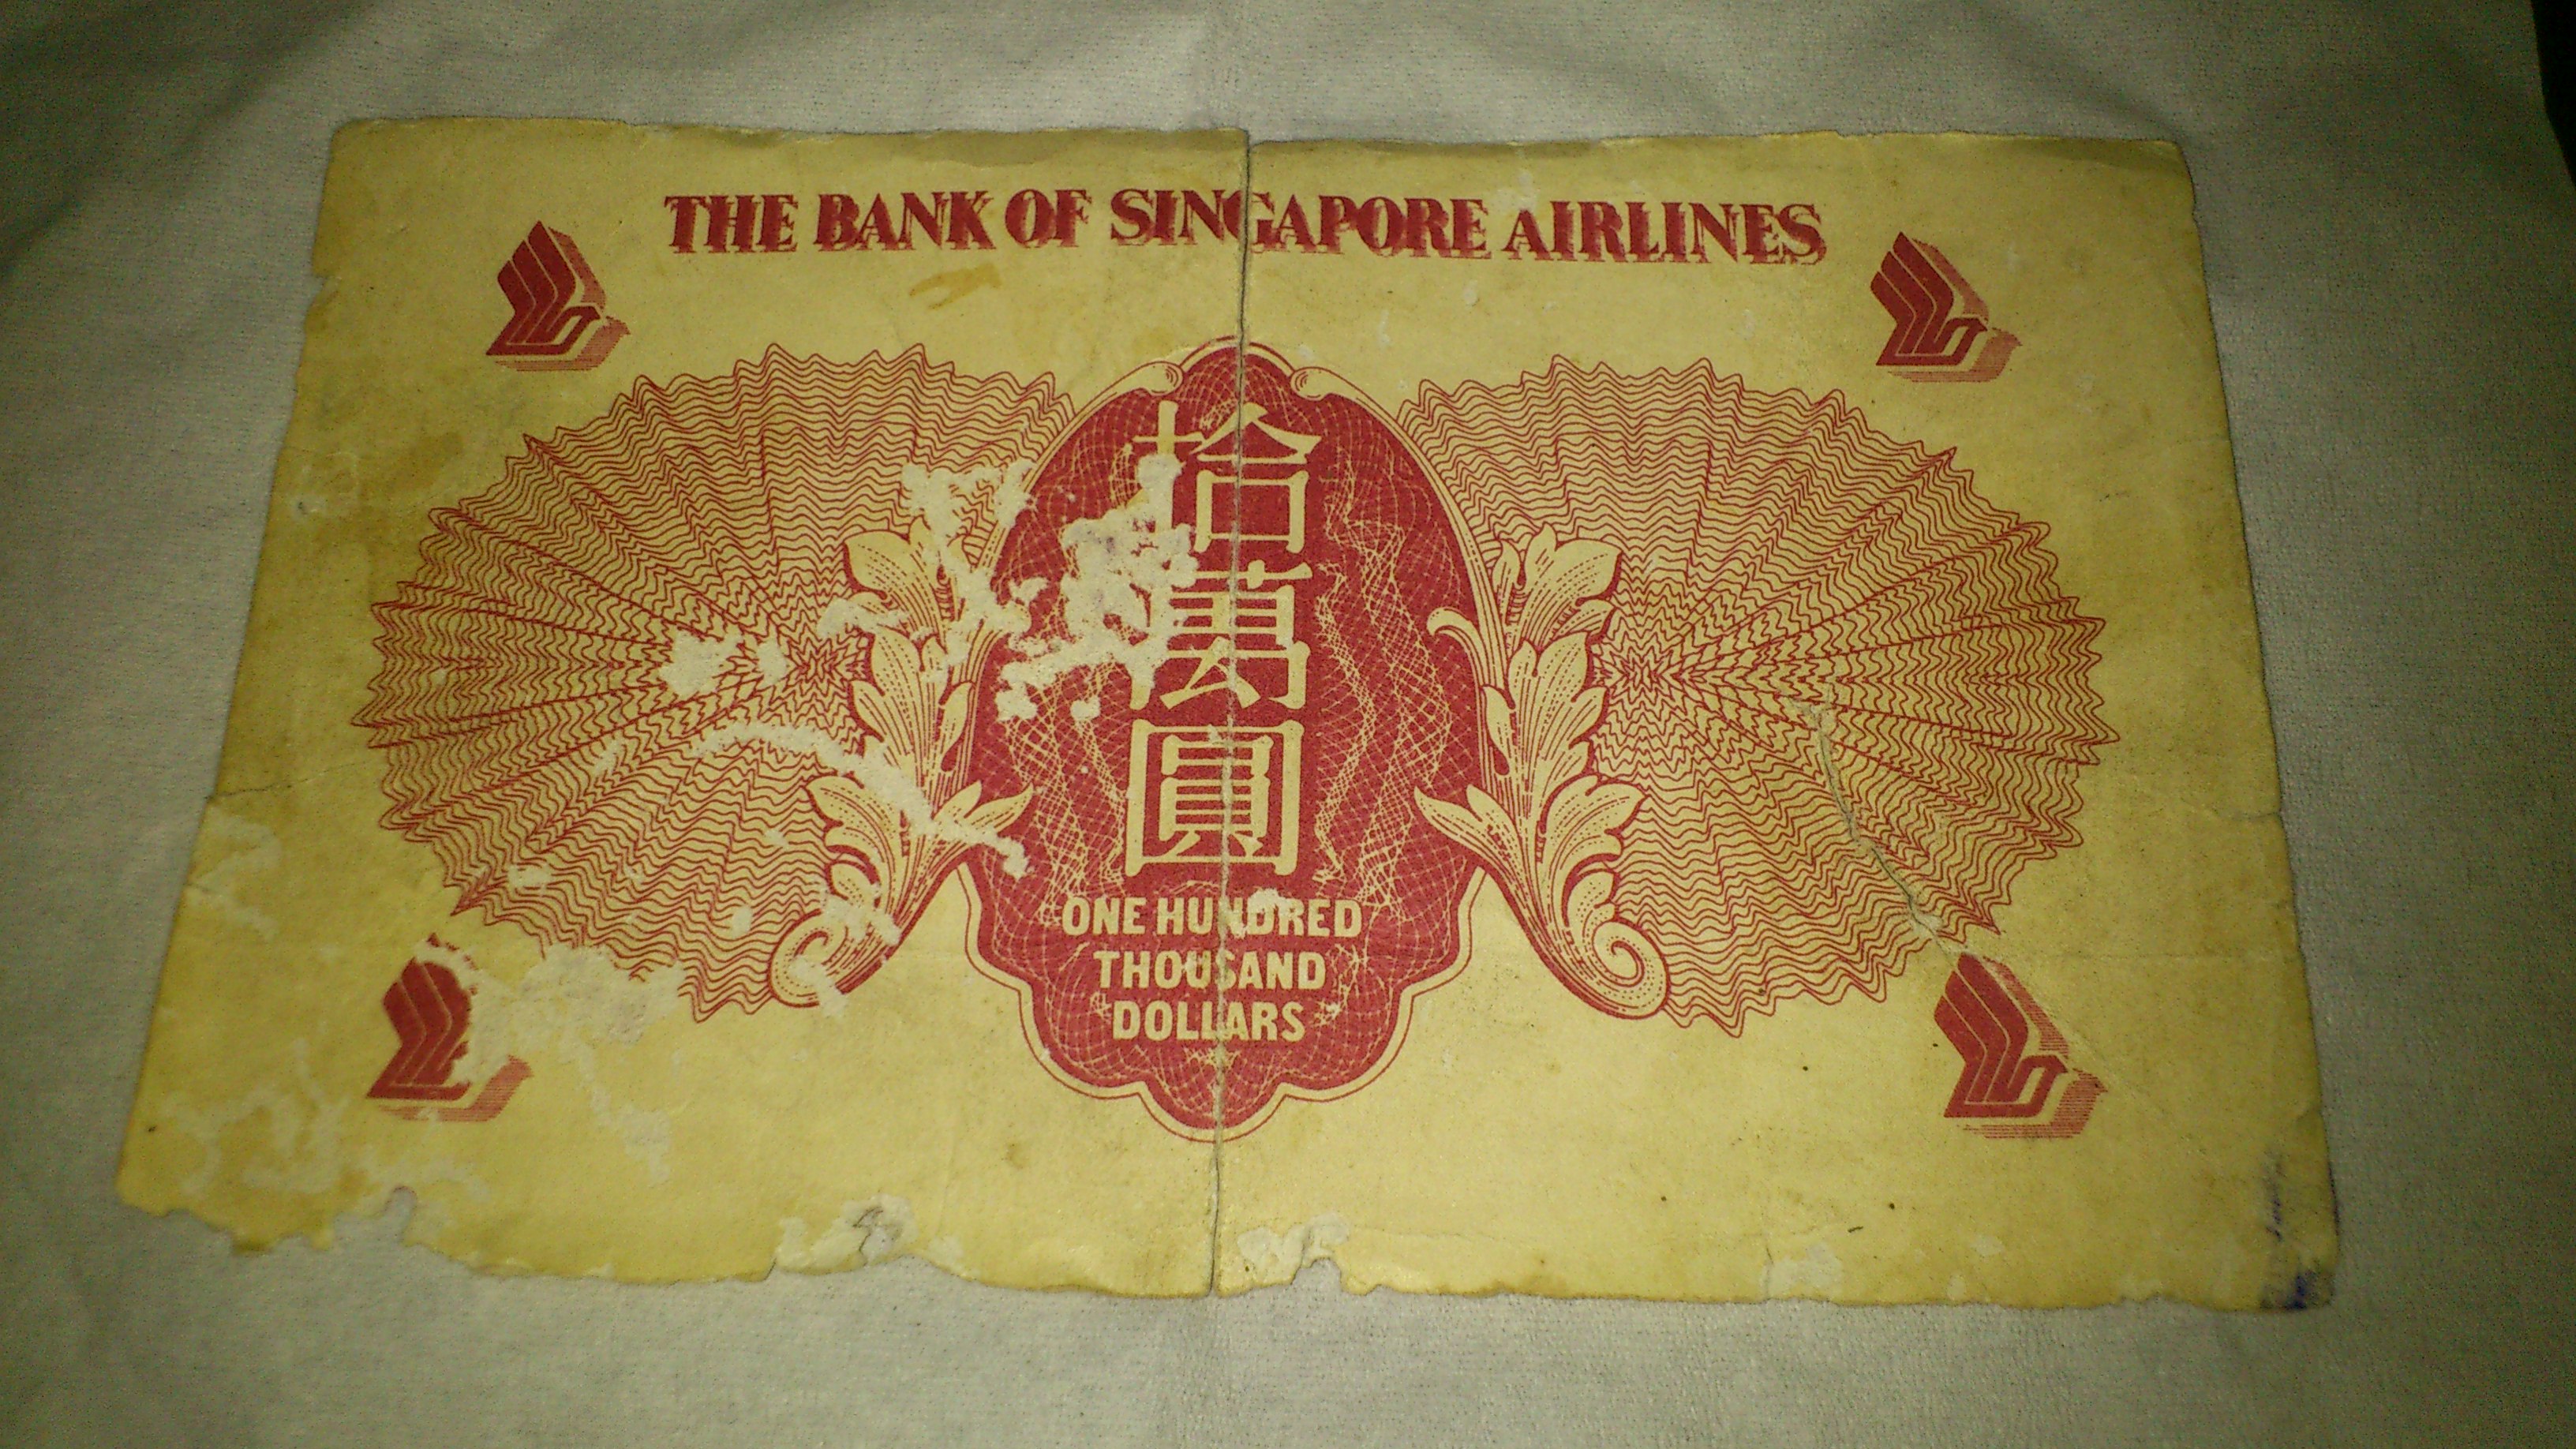 THE BANK OF SINGAPORE AIRLINES
拾
萬
圓
ONE HUNDRED
THOUSAND
DOLLARS